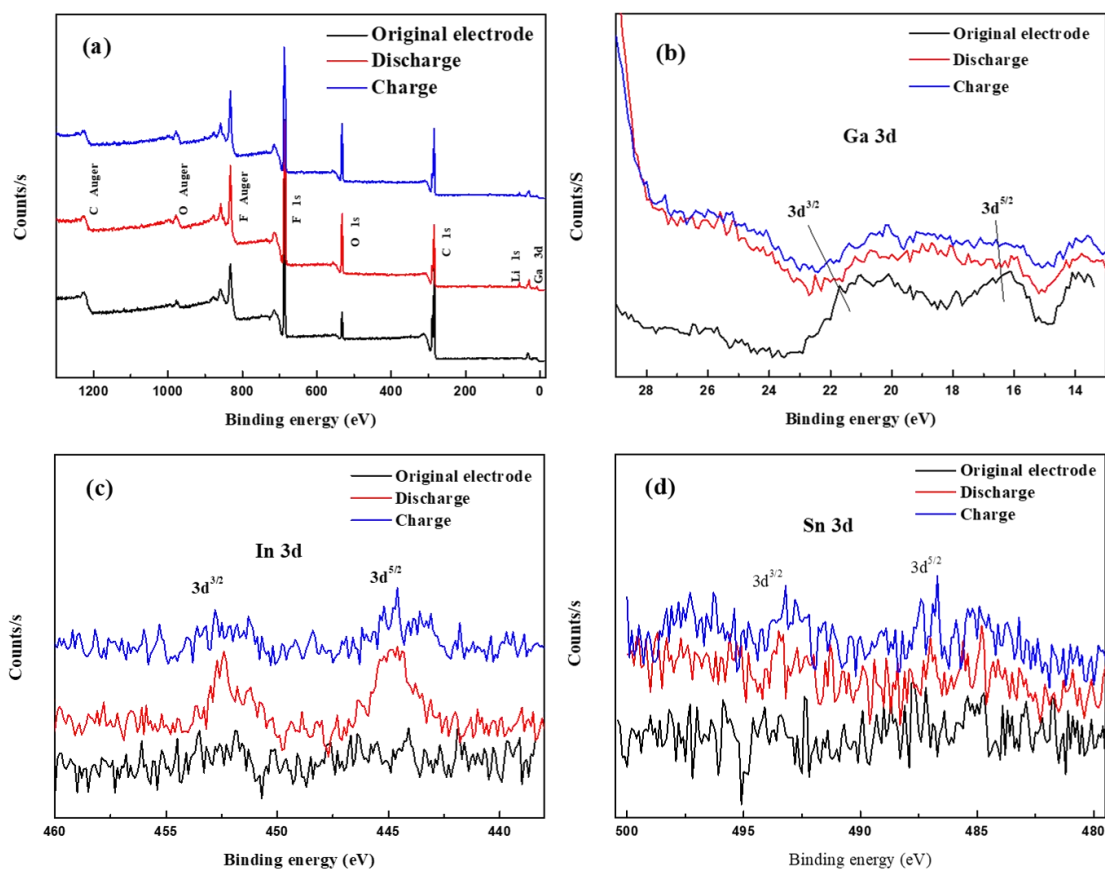 (a)
Original electrode
Discharge
Charge
Counts/s
C Auger
O Auger
F Auger
F 1s
O 1s
C 1s
Li 1s
Ga 3d
1200 1000 800 600 400 200 0
Binding energy (eV)
(b)
Original electrode
Discharge
Charge
Ga 3d
3d3/2
3d5/2
Counts/S
28 26 24 22 20 18 16 14
Binding energy (eV)
(c)
Original electrode
Discharge
Charge
In 3d
3d3/2
3d5/2
Counts/s
460 455 450 445 440
Binding energy (eV)
(d)
Original electrode
Discharge
Charge
Sn 3d
3d3/2
3d5/2
Counts/s
500 495 490 485 480
Binding energy (eV)